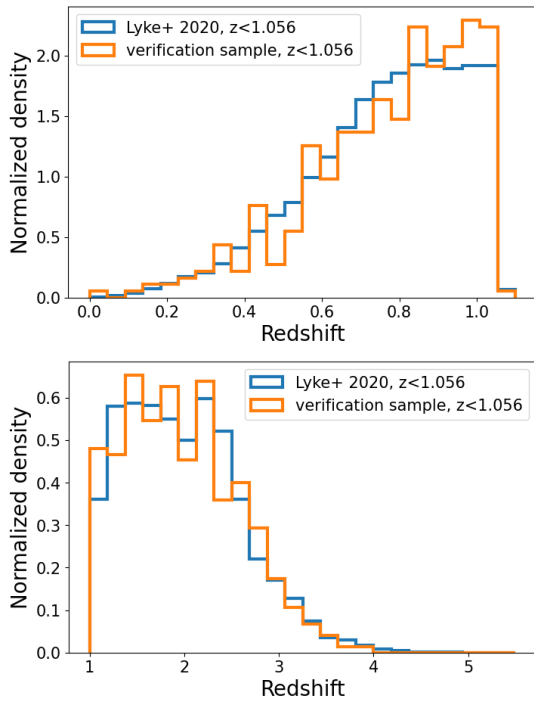 Lyke+ 2020, z<1.056
verification sample, z<1.056
Normalized density
2.0
1.5
1.0
0.5
0.0
0.0 0.2 0.4 0.6 0.8 1.0
Redshift
Lyke+ 2020, z<1.056
verification sample, z<1.056
Normalized density
0.6
0.5
0.4
0.3
0.2
0.1
0.0
1 2 3 4 5
Redshift